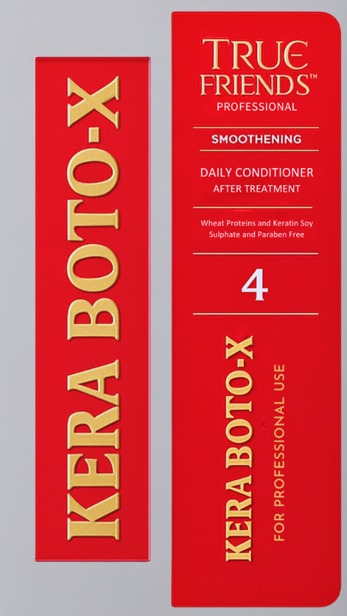 KERA BOTO-X
TRUE
FRIENDS™
PROFESSIONAL
SMOOTHENING
DAILY CONDITIONER
AFTER TREATMENT
Wheat Proteins and Keratin Soy
Sulphate and Paraben Free
4
KERA BOTO-X
FOR PROFESSIONAL USE